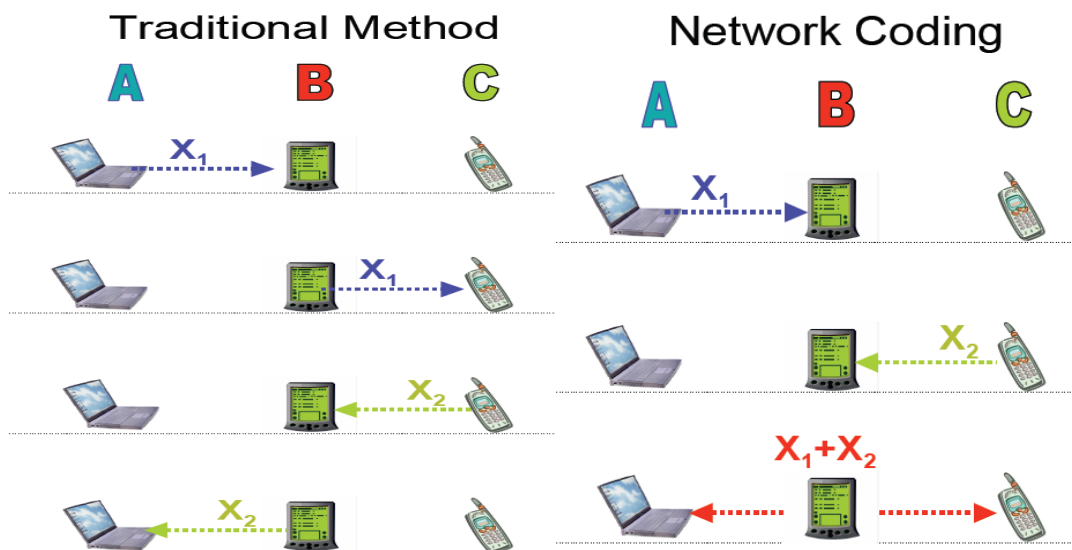 Traditional Method
A B C
X₁
X₁
X₂
X₂
Network Coding
A B C
X₁
X₂
X₁+X₂